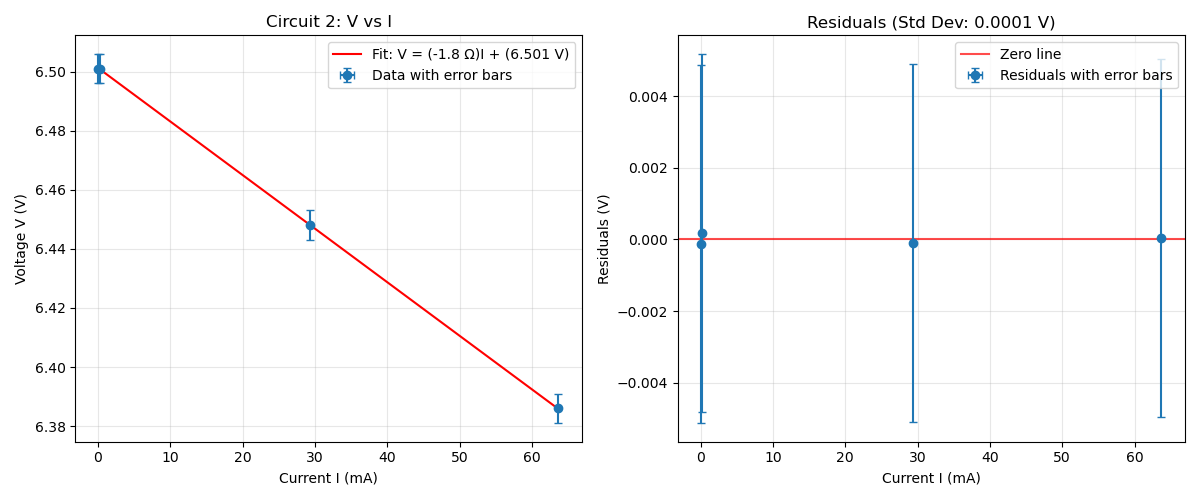 Circuit 2: V vs I
Fit: V = (-1.8 Ω)I + (6.501 V)
Data with error bars
6.50
6.48
6.46
6.44
6.42
6.40
6.38
Voltage V (V)
0 10 20 30 40 50 60
Current I (mA)
Residuals (Std Dev: 0.0001 V)
Zero line
Residuals with error bars
0.004
0.002
0.000
−0.002
−0.004
Residuals (V)
0 10 20 30 40 50 60
Current I (mA)